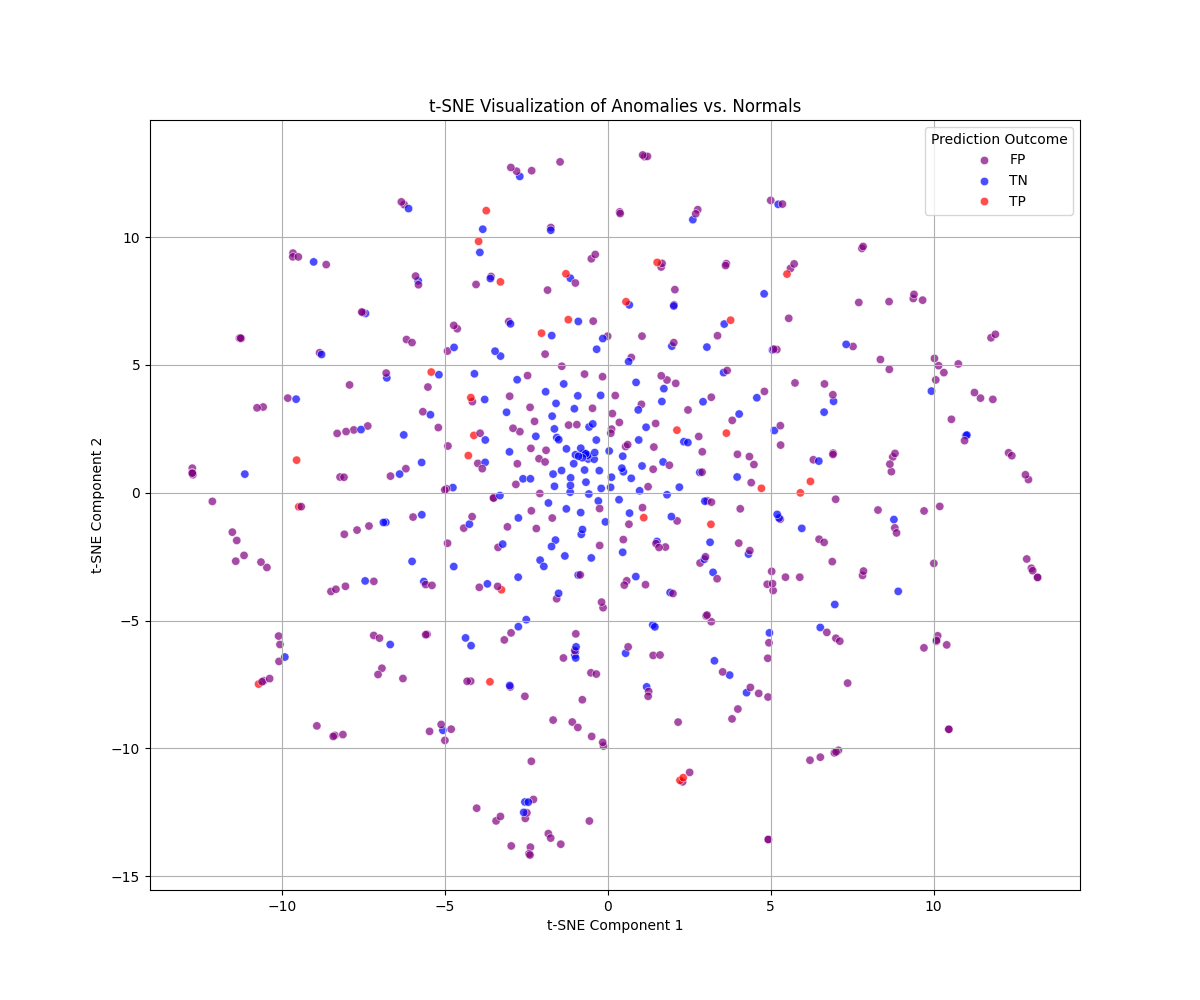 t-SNE Visualization of Anomalies vs. Normals
Prediction Outcome
FP
TN
TP
10
5
0
−5
−10
−15
t-SNE Component 2
−10
−5
0
5
10
t-SNE Component 1